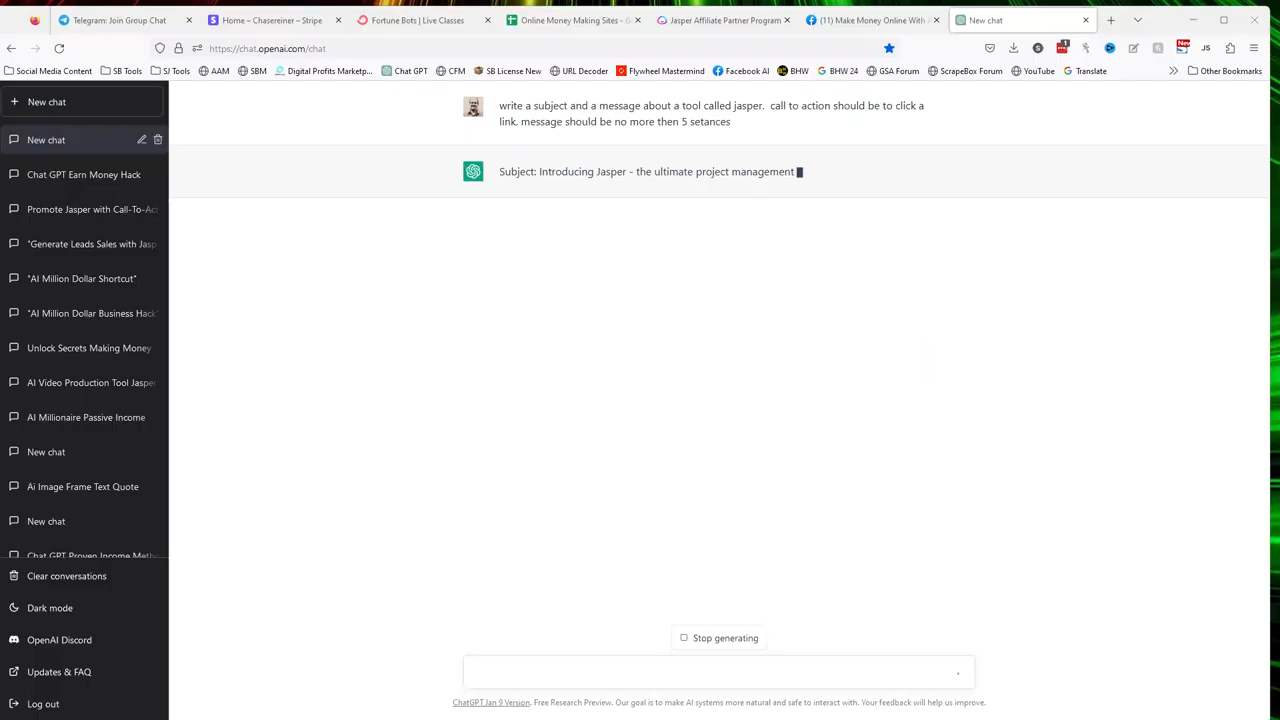 Telegram: Join Group Chat
Home – Chasereiner – Stripe
Fortune Bots | Live Classes
Online Money Making Sites - G
Jasper Affiliate Partner Program
(11) Make Money Online With A
New chat
https://chat.openai.com/chat
1
New
JS
Social Media Content
SB Tools
SJ Tool
AAM
SBM
Digital Profits Marketp...
Chat GPT
CFM
SB License New
URL Decoder
Flywheel Mastermind
Facebook AI
BHW
BHW 24
GSA Forum
ScrapeBox Forum
YouTube
Translate
Other Bookmarks
+ New chat
New chat
Chat GPT Earn Money Hack
Promote Jasper with Call-To-Act
"Generate Leads Sales with Jasp
"AI Million Dollar Shortcut"
"AI Million Dollar Business Hack"
Unlock Secrets Making Money
AI Video Production Tool Jasper
AI Millionaire Passive Income
New chat
Ai Image Frame Text Quote
New chat
Chat GPT Proven Income Metho
Clear conversations
Dark mode
OpenAI Discord
Updates & FAQ
Log out
write a subject and a message about a tool called jasper. call to action should be to click a
link. message should be no more then 5 setances
Subject: Introducing Jasper - the ultimate project management
Stop generating
ChatGPT Jan 9 Version. Free Research Preview. Our goal is to make AI systems more natural and safe to interact with. Your feedback will help us improve.